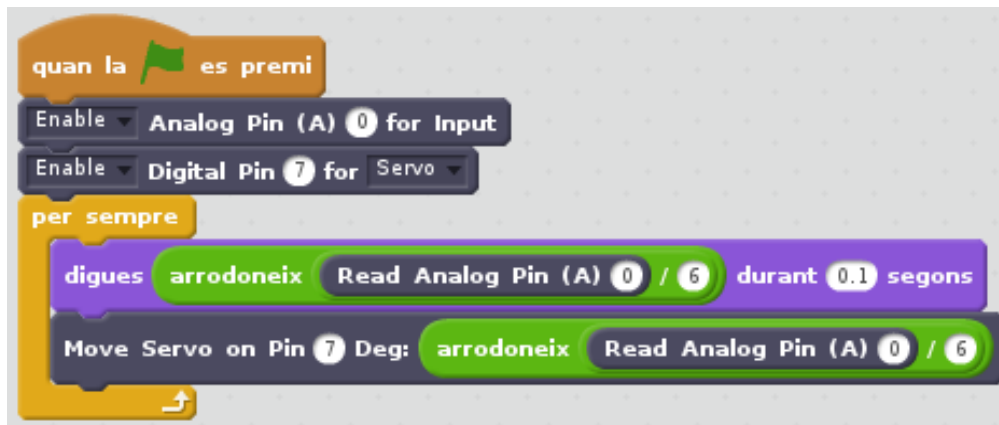 quan la es premi
Enable Analog Pin (A) 0 for Input
Enable Digital Pin 7 for Servo
per sempre
digues arrodoneix Read Analog Pin (A) 0 / 6 durant 0.1 segons
Move Servo on Pin 7 Deg: arrodoneix Read Analog Pin (A) 0 / 6